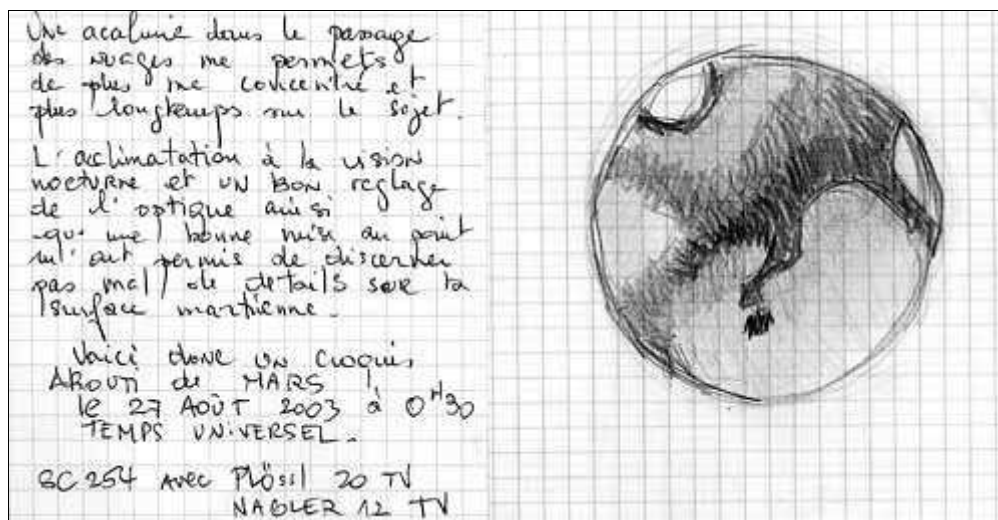 Une acalmie dans le passage
des nuages me permets
de plus me concentré et
plus longtemps sur le sujet.
L'acclimatation à la vision
nocturne et un bon reglage
de l'optique ainsi
qu'une bonne mise au point
m'ont permis de discerner
pas mal de details sur la
surface martienne.
Voici donc un croquis
ABOUTI de MARS !
le 27 AOÛT 2003 à 0H30
TEMPS UNIVERSEL.
SC 254 AVEC PLÖSSl 20 TV
NAGLER 12 TV